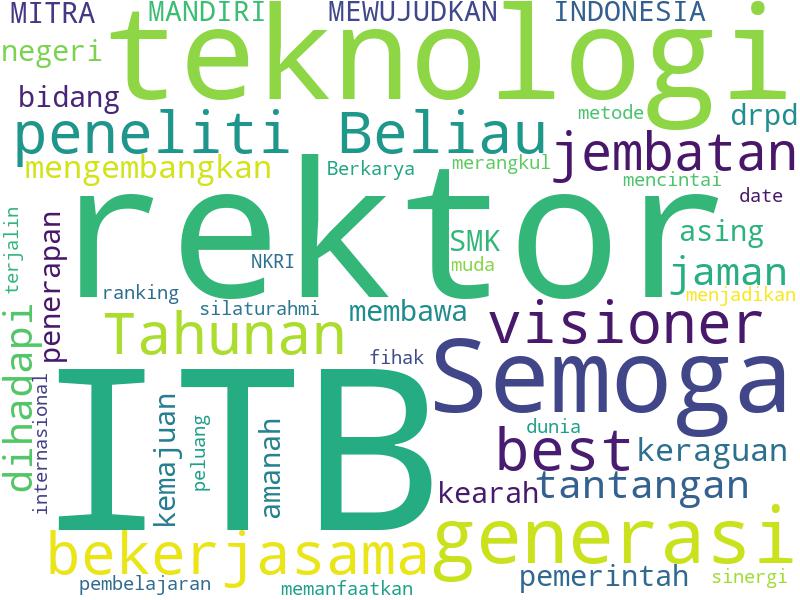 MITRA MANDIRI MEWUJUDKAN INDONESIA
negeri teknologi
bidang metode drpd
peneliti Beliau jembatan
mengembangkan Berkarya merangkul mencintai
date
rektor
terjalin penerapan NKRI SMK muda asing
jaman
ranking silaturahmi membawa menjadikan
dihadapi Tahunan visioner
fihak Semoga
internasional ITB kemajuan peluang amanah
dunia
best keraguan
kearah tantangan
bekerjasama generasi
pembelajaran memanfaatkan pemerintah sinergi